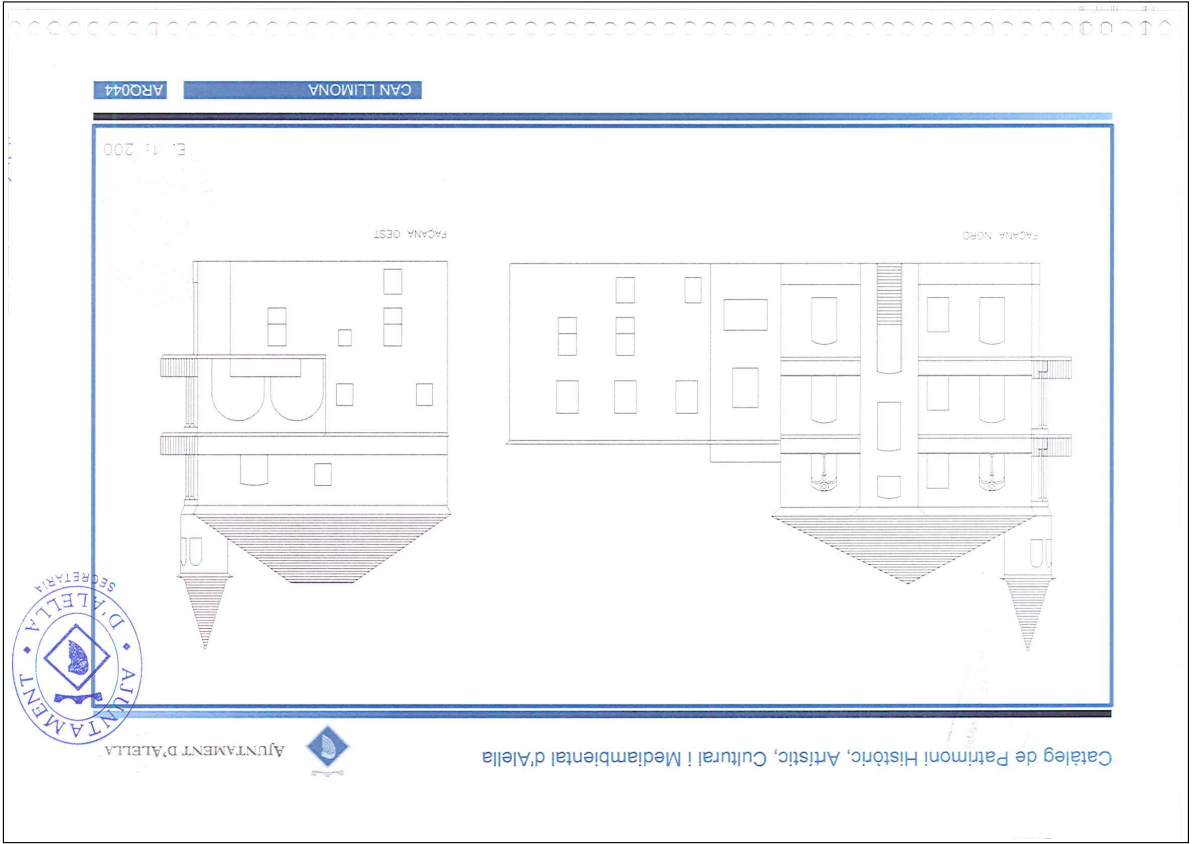 Catàleg de Patrimoni Històric, Artístic, Cultural i Mediambiental d'Alella
AJUNTAMENT D'ALELLA
AJUNTAMENT D'ALELLA
SECRETARIA
FAÇANA NORD
FAÇANA OEST
E. 1: 200
CAN LLIMONA
ARQ044